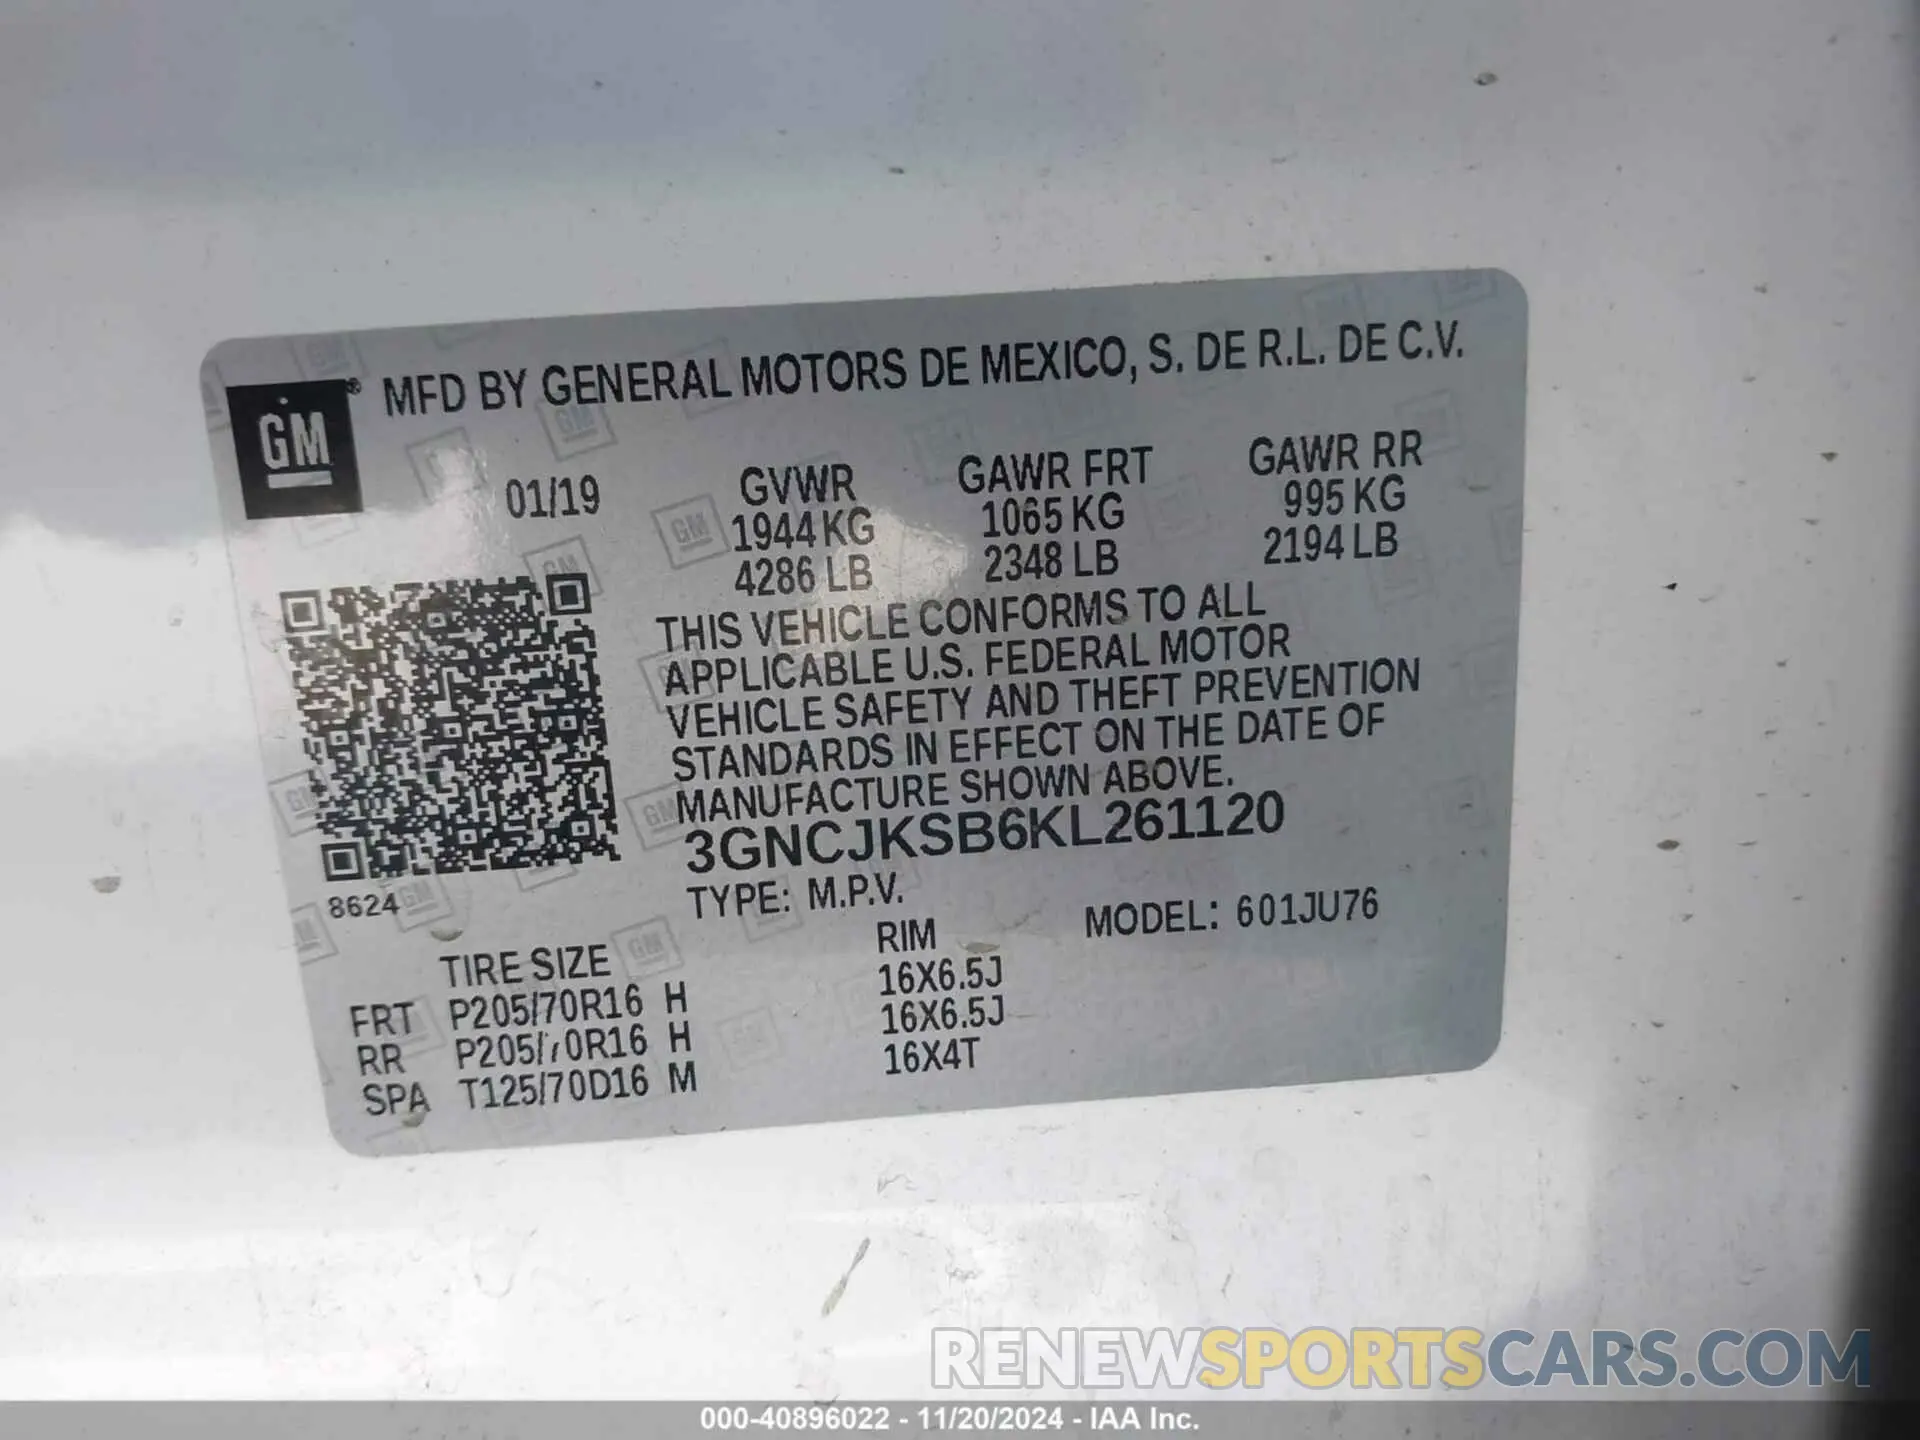 GM ® MFD BY GENERAL MOTORS DE MEXICO, S. DE R.L. DE C.V.
01/19 GVWR GAWR FRT GAWR RR
1944 KG 1065 KG 995 KG
4286 LB 2348 LB 2194 LB
THIS VEHICLE CONFORMS TO ALL
APPLICABLE U.S. FEDERAL MOTOR
VEHICLE SAFETY AND THEFT PREVENTION
STANDARDS IN EFFECT ON THE DATE OF
MANUFACTURE SHOWN ABOVE.
3GNCJKSB6KL261120
8624 TYPE: M.P.V. MODEL: 601JU76
TIRE SIZE RIM
FRT P205/70R16 H 16X6.5J
RR P205/70R16 H 16X6.5J
SPA T125/70D16 M 16X4T
RENEWSPORTSCARS.COM
000-40896022 - 11/20/2024 - IAA Inc.